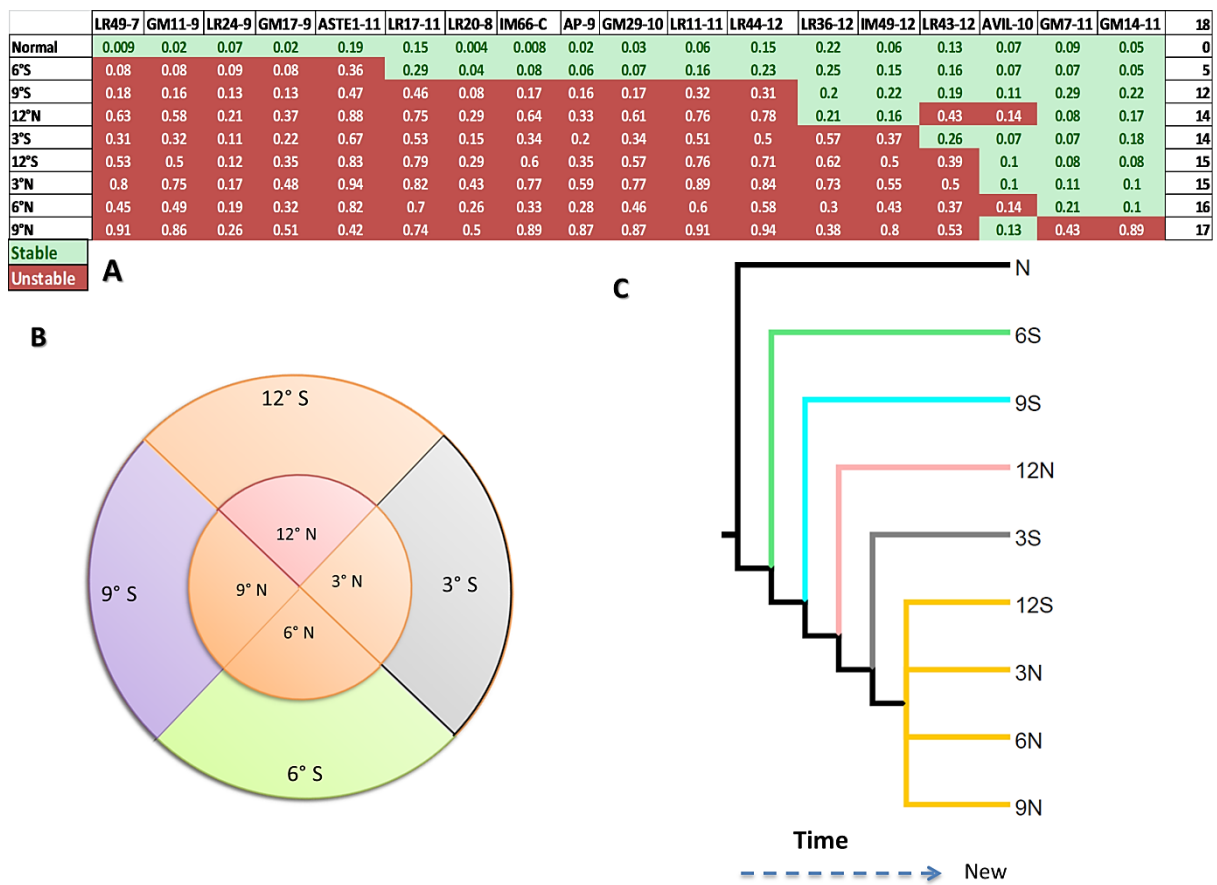 LR49-7 GM11-9 LR24-9 GM17-9 ASTE1-11 LR17-11 LR20-8 IM66-C AP-9 GM29-10 LR11-11 LR44-12 LR36-12 IM49-12 LR43-12 AVIL-10 GM7-11 GM14-11 18
Normal 0.009 0.02 0.07 0.02 0.19 0.15 0.004 0.008 0.02 0.03 0.06 0.15 0.22 0.06 0.13 0.07 0.09 0.05 0
6°S 0.08 0.08 0.09 0.08 0.36 0.29 0.04 0.08 0.06 0.07 0.16 0.23 0.25 0.15 0.16 0.07 0.07 0.05 5
9°S 0.18 0.16 0.13 0.13 0.47 0.46 0.08 0.17 0.16 0.17 0.32 0.31 0.2 0.22 0.19 0.11 0.29 0.22 12
12°N 0.63 0.58 0.21 0.37 0.88 0.75 0.29 0.64 0.33 0.61 0.76 0.78 0.21 0.16 0.43 0.14 0.08 0.17 14
3°S 0.31 0.32 0.11 0.22 0.67 0.53 0.15 0.34 0.2 0.34 0.51 0.5 0.57 0.37 0.26 0.07 0.07 0.18 14
12°S 0.53 0.5 0.12 0.35 0.83 0.79 0.29 0.6 0.35 0.57 0.76 0.71 0.62 0.5 0.39 0.1 0.08 0.08 15
3°N 0.8 0.75 0.17 0.48 0.94 0.82 0.43 0.77 0.59 0.77 0.89 0.84 0.73 0.55 0.5 0.1 0.11 0.1 15
6°N 0.45 0.49 0.19 0.32 0.82 0.7 0.26 0.33 0.28 0.46 0.6 0.58 0.3 0.43 0.37 0.14 0.21 0.1 16
9°N 0.91 0.86 0.26 0.51 0.42 0.74 0.5 0.89 0.87 0.87 0.91 0.94 0.38 0.8 0.53 0.13 0.43 0.89 17
Stable
Unstable
A
B
12° S
12° N
9° S
9° N
3° N
3° S
6° N
6° S
C
N
6S
9S
12N
3S
12S
3N
6N
9N
Time
New